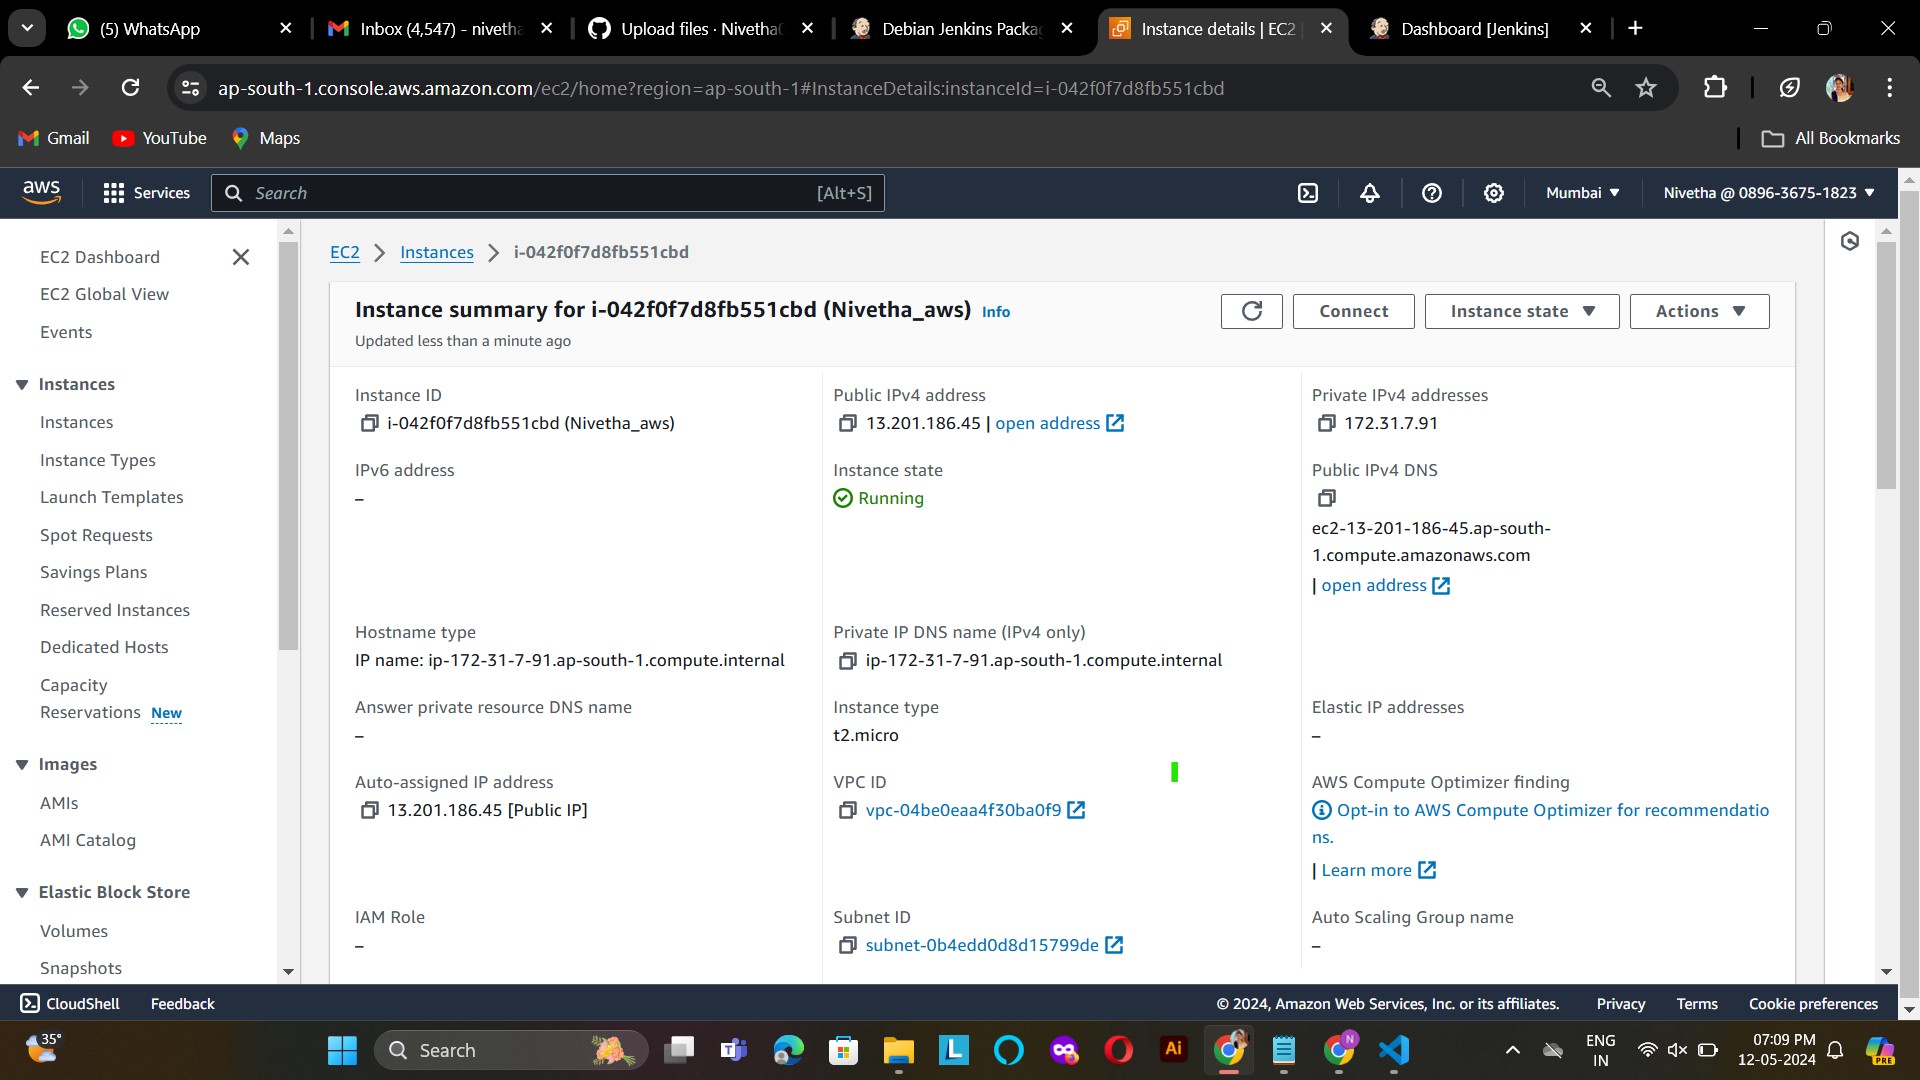 (5) WhatsApp
Inbox (4,547) - nivetha
Upload files · NivethaC
Debian Jenkins Packag
Instance details | EC2
Dashboard [Jenkins]
ap-south-1.console.aws.amazon.com/ec2/home?region=ap-south-1#InstanceDetails:instanceId=i-042f0f7d8fb551cbd
Gmail
YouTube
Maps
All Bookmarks
aws
Services
Search
[Alt+S]
Mumbai
Nivetha @ 0896-3675-1823
EC2 Dashboard
EC2 Global View
Events
Instances
Instances
Instance Types
Launch Templates
Spot Requests
Savings Plans
Reserved Instances
Dedicated Hosts
Capacity
Reservations New
Images
AMIs
AMI Catalog
Elastic Block Store
Volumes
Snapshots
EC2 > Instances > i-042f0f7d8fb551cbd
Instance summary for i-042f0f7d8fb551cbd (Nivetha_aws) Info
Updated less than a minute ago
Connect
Instance state
Actions
Instance ID
i-042f0f7d8fb551cbd (Nivetha_aws)
Public IPv4 address
13.201.186.45 | open address
Private IPv4 addresses
172.31.7.91
IPv6 address
–
Instance state
Running
Public IPv4 DNS
ec2-13-201-186-45.ap-south-
1.compute.amazonaws.com
| open address
Hostname type
IP name: ip-172-31-7-91.ap-south-1.compute.internal
Private IP DNS name (IPv4 only)
ip-172-31-7-91.ap-south-1.compute.internal
Answer private resource DNS name
–
Instance type
t2.micro
Elastic IP addresses
–
Auto-assigned IP address
13.201.186.45 [Public IP]
VPC ID
vpc-04be0eaa4f30ba0f9
AWS Compute Optimizer finding
Opt-in to AWS Compute Optimizer for recommendatio
ns.
| Learn more
IAM Role
–
Subnet ID
subnet-0b4edd0d8d15799de
Auto Scaling Group name
–
CloudShell
Feedback
© 2024, Amazon Web Services, Inc. or its affiliates.
Privacy
Terms
Cookie preferences
35°
Search
L
Ai
N
ENG
IN
07:09 PM
12-05-2024
PRE